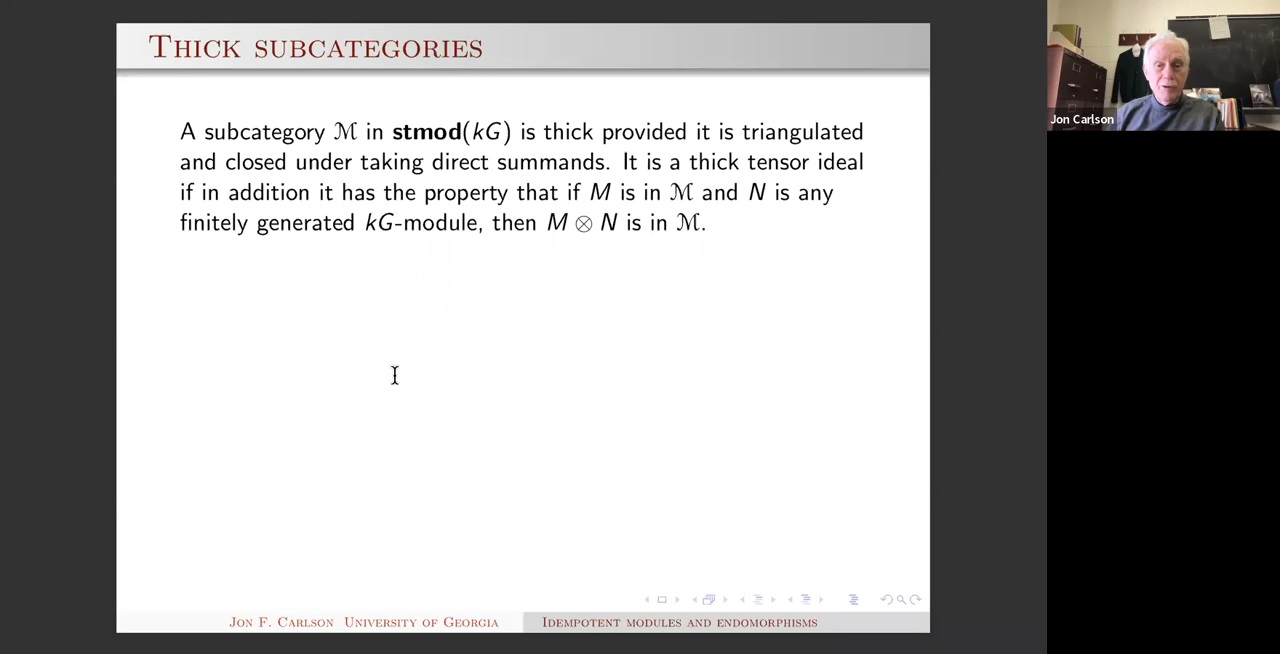 THICK SUBCATEGORIES
A subcategory ℳ in stmod(kG) is thick provided it is triangulated
and closed under taking direct summands. It is a thick tensor ideal
if in addition it has the property that if M is in ℳ and N is any
finitely generated kG-module, then M ⊗ N is in ℳ.
JON F. CARLSON UNIVERSITY OF GEORGIA
IDEMPOTENT MODULES AND ENDOMORPHISMS
Jon Carlson